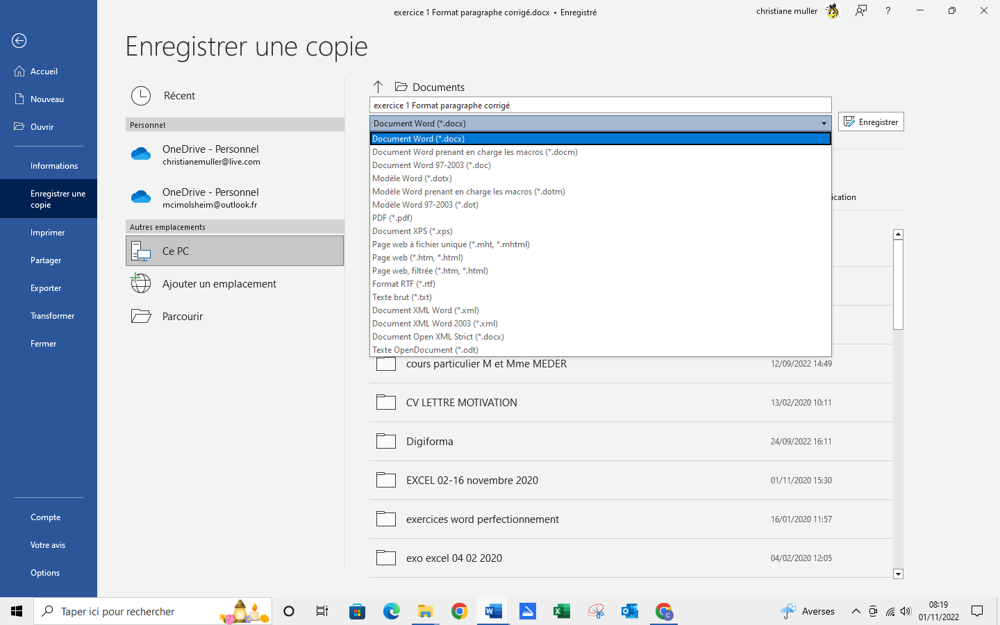 exercice 1 Format paragraphe corrigé.docx • Enregistré
christiane muller
?
Enregistrer une copie
Accueil
Nouveau
Ouvrir
Informations
Enregistrer une
copie
Imprimer
Partager
Exporter
Transformer
Fermer
Compte
Votre avis
Options
Récent
Personnel
OneDrive - Personnel
christianemuller@live.com
OneDrive - Personnel
mcimolsheim@outlook.fr
Autres emplacements
Ce PC
Ajouter un emplacement
Parcourir
Documents
exercice 1 Format paragraphe corrigé
Document Word (*.docx)
Enregistrer
Document Word (*.docx)
Document Word prenant en charge les macros (*.docm)
Document Word 97-2003 (*.doc)
Modèle Word (*.dotx)
Modèle Word prenant en charge les macros (*.dotm)
Modèle Word 97-2003 (*.dot)
PDF (*.pdf)
Document XPS (*.xps)
Page web à fichier unique (*.mht, *.mhtml)
Page web (*.htm, *.html)
Page web, filtrée (*.htm, *.html)
Format RTF (*.rtf)
Texte brut (*.txt)
Document XML Word (*.xml)
Document XML Word 2003 (*.xml)
Document Open XML Strict (*.docx)
Texte OpenDocument (*.odt)
ication
cours particulier M et Mme MEDER 12/09/2022 14:49
CV LETTRE MOTIVATION 13/02/2020 10:11
Digiforma 24/09/2022 16:11
EXCEL 02-16 novembre 2020 01/11/2020 15:30
exercices word perfectionnement 16/01/2020 11:57
exo excel 04 02 2020 04/02/2020 12:05
Taper ici pour rechercher
Averses
08:19
01/11/2022